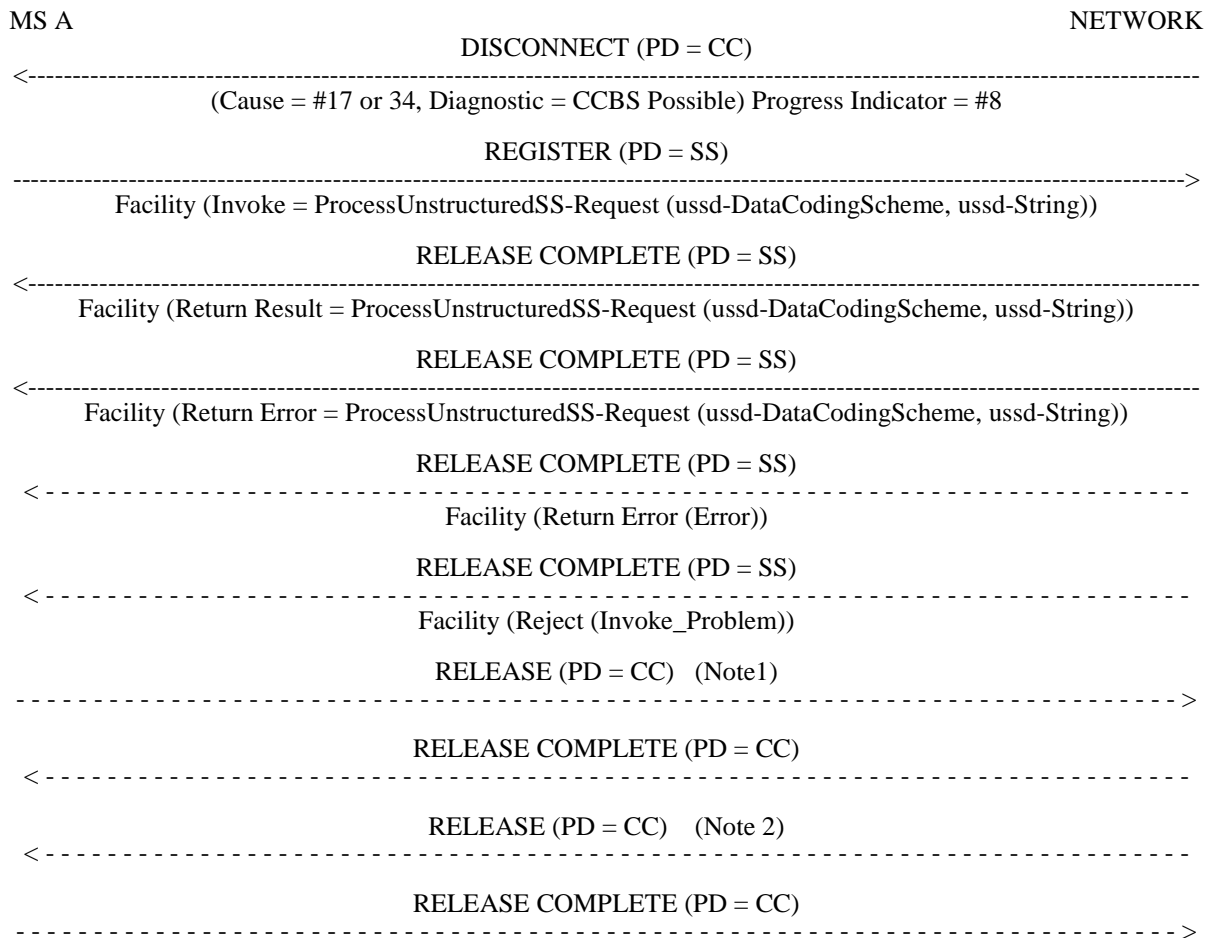 MS A NETWORK
DISCONNECT (PD = CC)
(Cause = #17 or 34, Diagnostic = CCBS Possible) Progress Indicator = #8
REGISTER (PD = SS)
Facility (Invoke = ProcessUnstructuredSS-Request (ussd-DataCodingScheme, ussd-String))
RELEASE COMPLETE (PD = SS)
Facility (Return Result = ProcessUnstructuredSS-Request (ussd-DataCodingScheme, ussd-String))
RELEASE COMPLETE (PD = SS)
Facility (Return Error = ProcessUnstructuredSS-Request (ussd-DataCodingScheme, ussd-String))
RELEASE COMPLETE (PD = SS)
Facility (Return Error (Error))
RELEASE COMPLETE (PD = SS)
Facility (Reject (Invoke_Problem))
RELEASE (PD = CC) (Note1)
RELEASE COMPLETE (PD = CC)
RELEASE (PD = CC) (Note 2)
RELEASE COMPLETE (PD = CC)